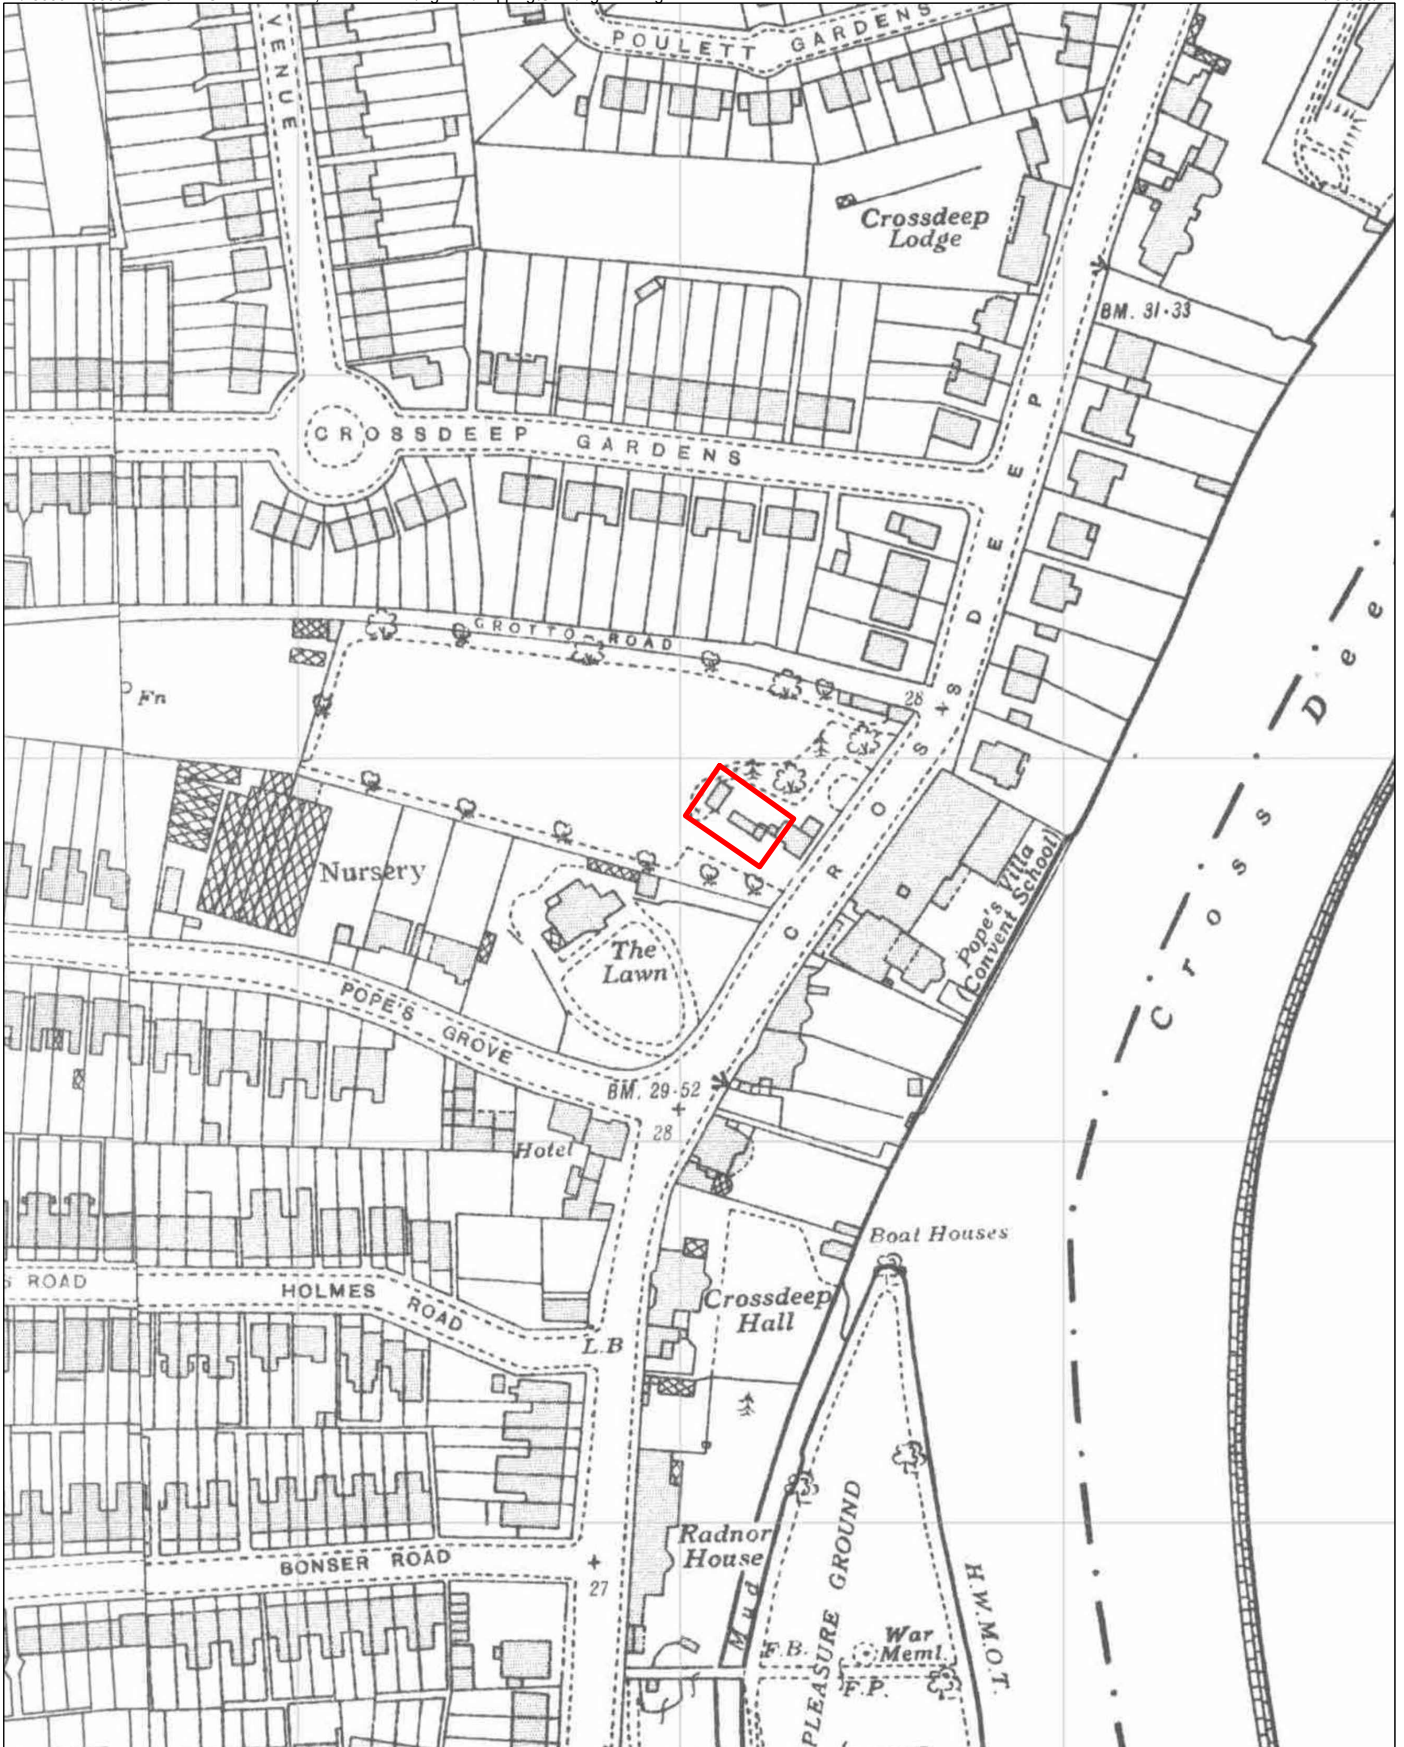 POULETT GARDENS
VENUE
Crossdeep
Lodge
BM. 31·33
CROSSDEEP GARDENS
GROTTO ROAD
CROSS DEEP
28
Fn
Nursery
The
Lawn
Pope's Villa
(Convent School)
Cross Dee
POPE'S GROVE
BM. 29·52
28
Hotel
Boat Houses
S ROAD
HOLMES ROAD
L.B
Crossdeep
Hall
Radnor
House
BONSER ROAD
27
Mud
PLEASURE GROUND
H.W.M.O.T.
War
Meml.
F.B.
F.P.